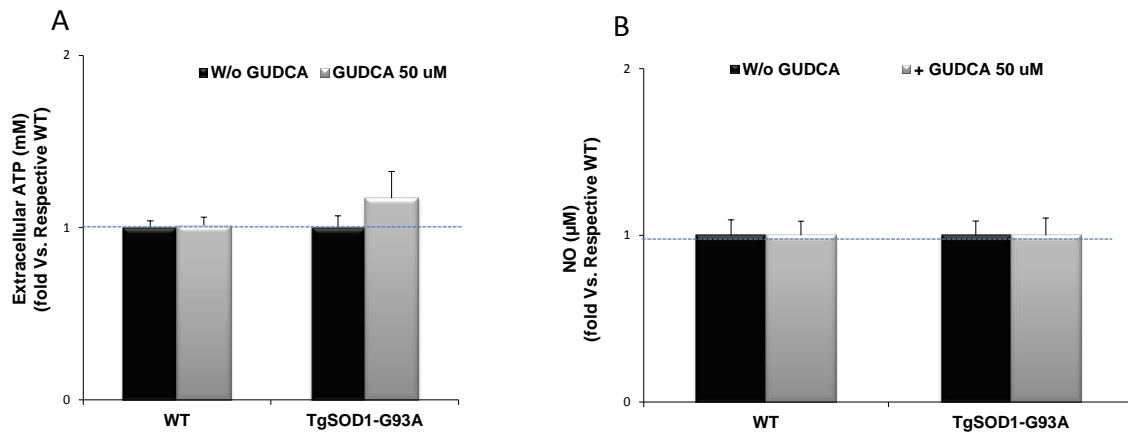 A
Extracellular ATP (mM)
(fold Vs. Respective WT)
2
1
0
W/o GUDCA GUDCA 50 uM
WT TgSOD1-G93A
B
NO (µM)
(fold Vs. Respective WT)
2
1
0
W/o GUDCA + GUDCA 50 uM
WT TgSOD1-G93A